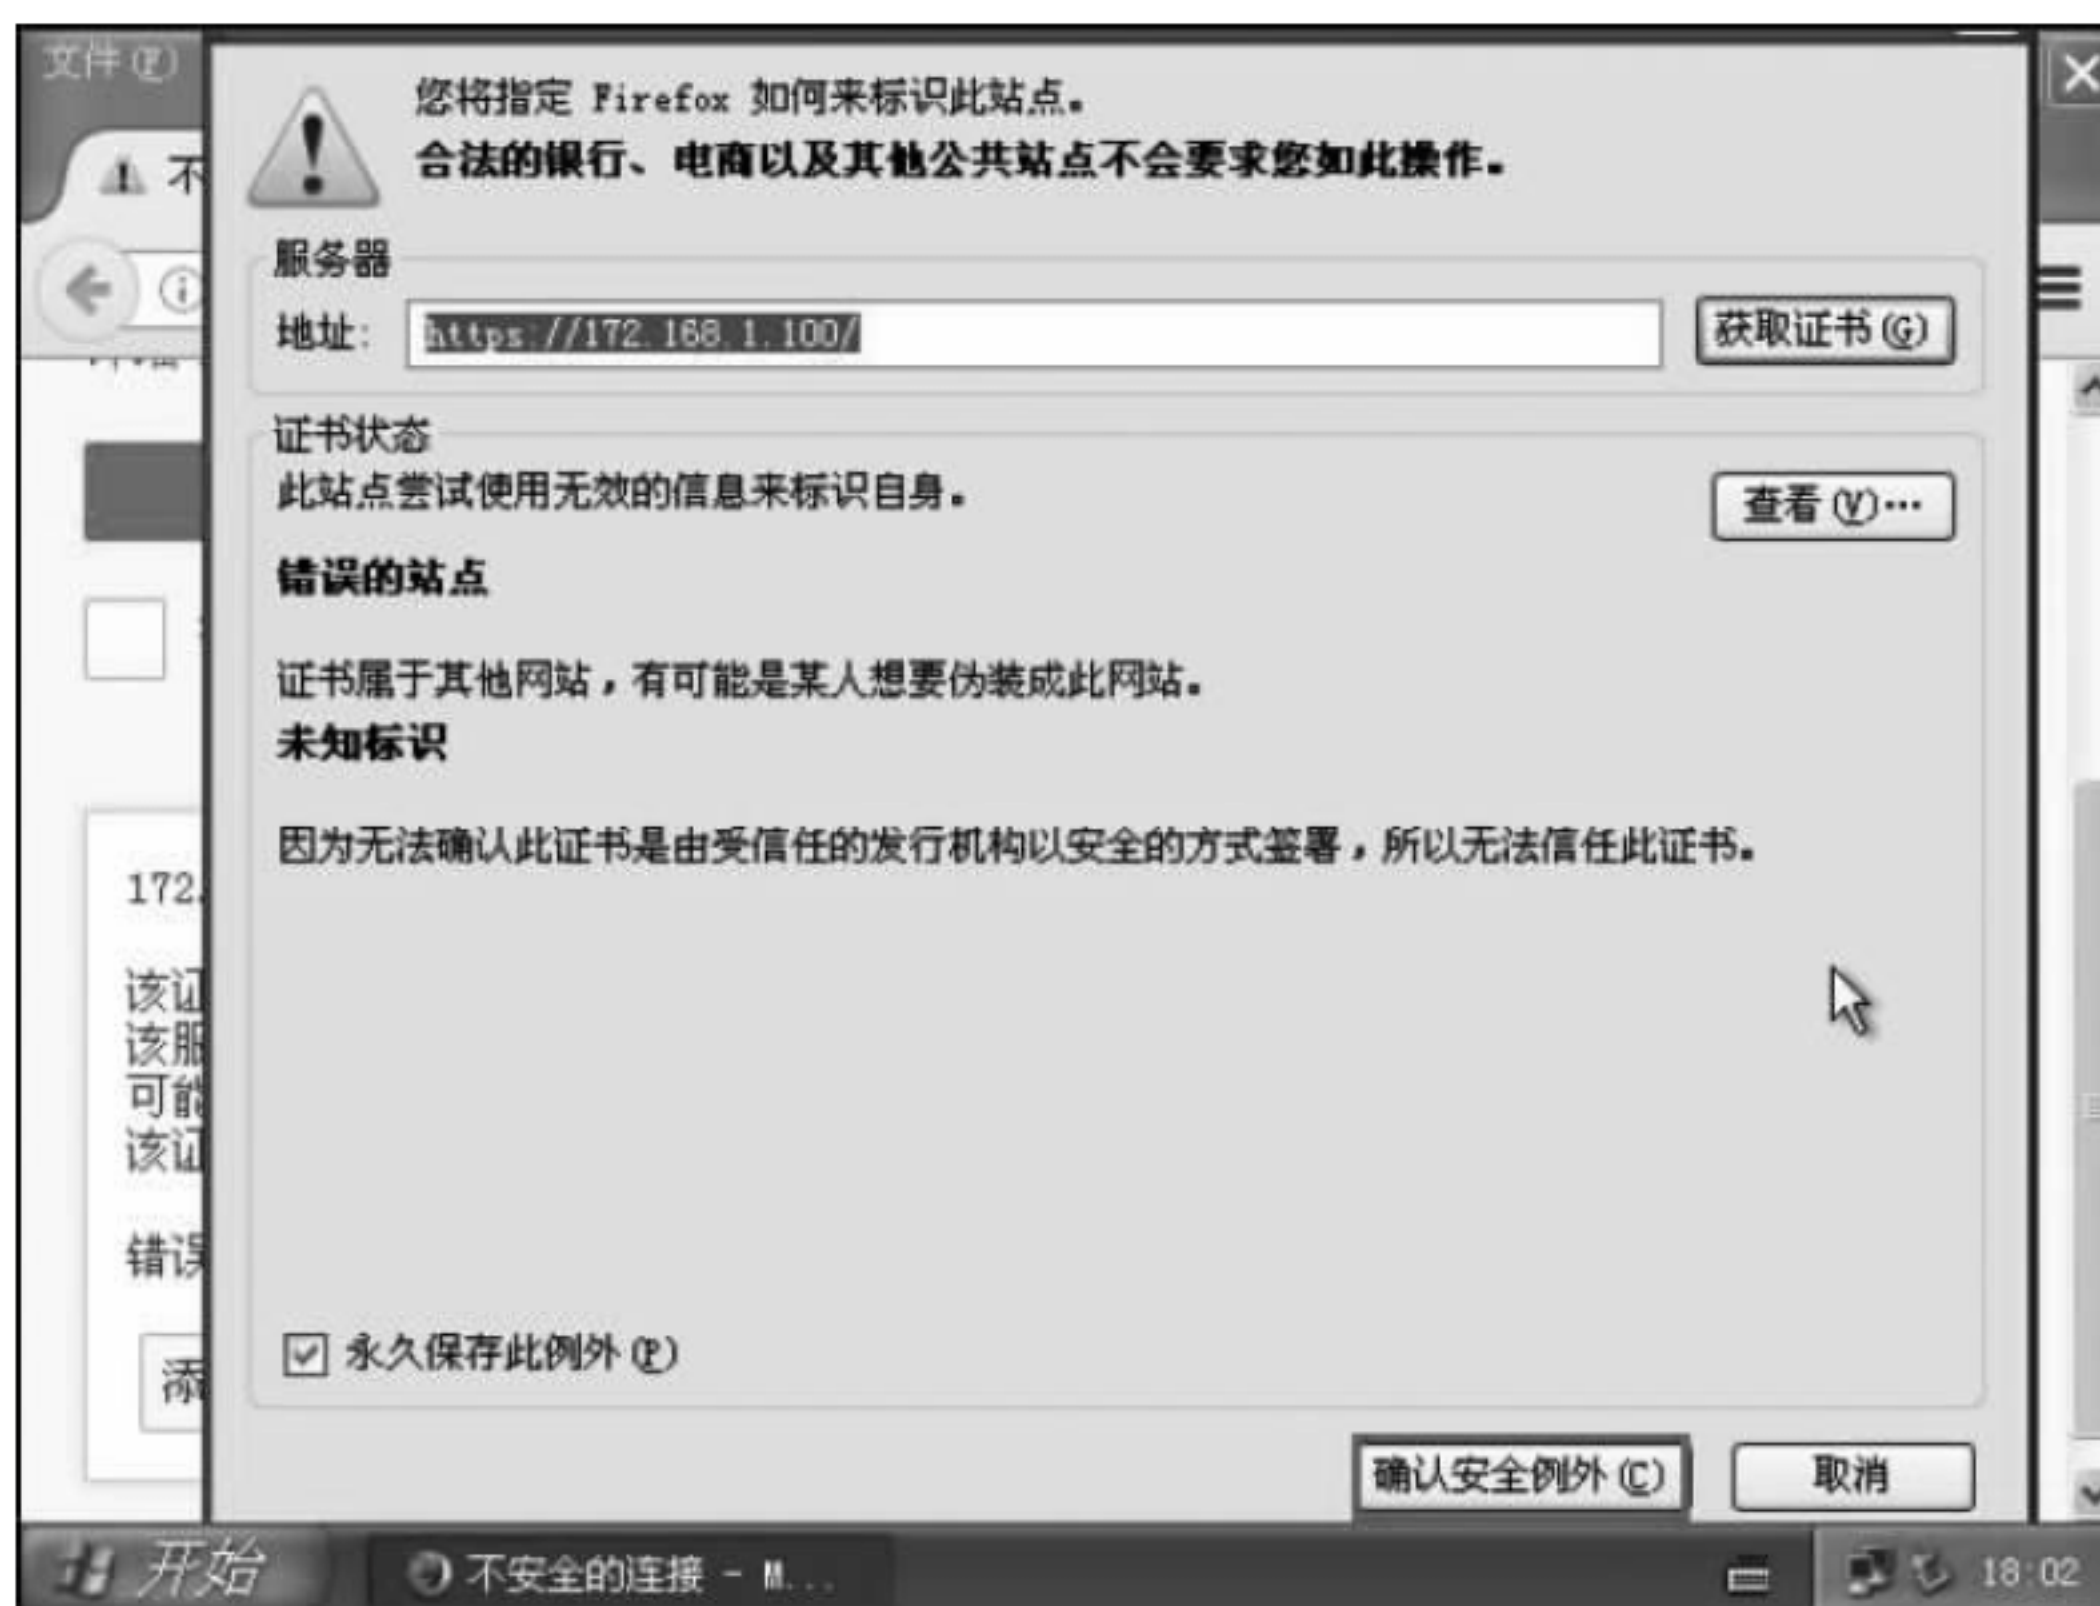 文件(F)
您将指定 Firefox 如何来标识此站点。
合法的银行、电商以及其他公共站点不会要求您如此操作。
不
服务器
地址:
https://172.168.1.100/
获取证书(G)
证书状态
此站点尝试使用无效的信息来标识自身。
查看(V)…
错误的站点
证书属于其他网站，有可能是某人想要伪装成此网站。
未知标识
因为无法确认此证书是由受信任的发行机构以安全的方式签署，所以无法信任此证书。
172.
该证
该服
可能
该证
错误
永久保存此例外(P)
添
确认安全例外(C)
取消
开始
不安全的连接 - M...
18:02